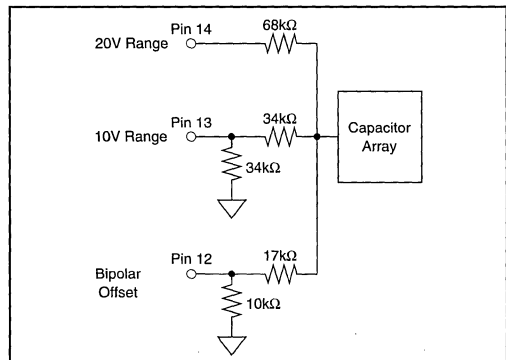 68kΩ
20V Range Pin 14
34kΩ
10V Range Pin 13
Capacitor
Array
34kΩ
17kΩ
Bipolar Pin 12
Offset
10kΩ